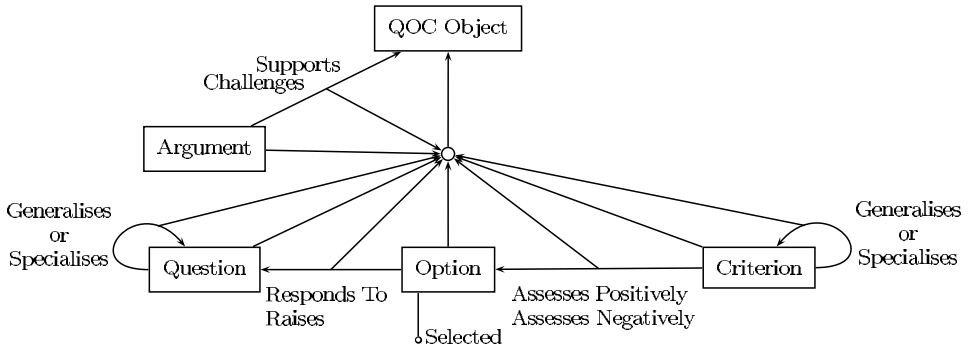 QOC Object
Supports
Challenges
Argument
Generalises
or
Specialises
Generalises
or
Specialises
Question
Option
Criterion
Responds To
Raises
Assesses Positively
Assesses Negatively
Selected